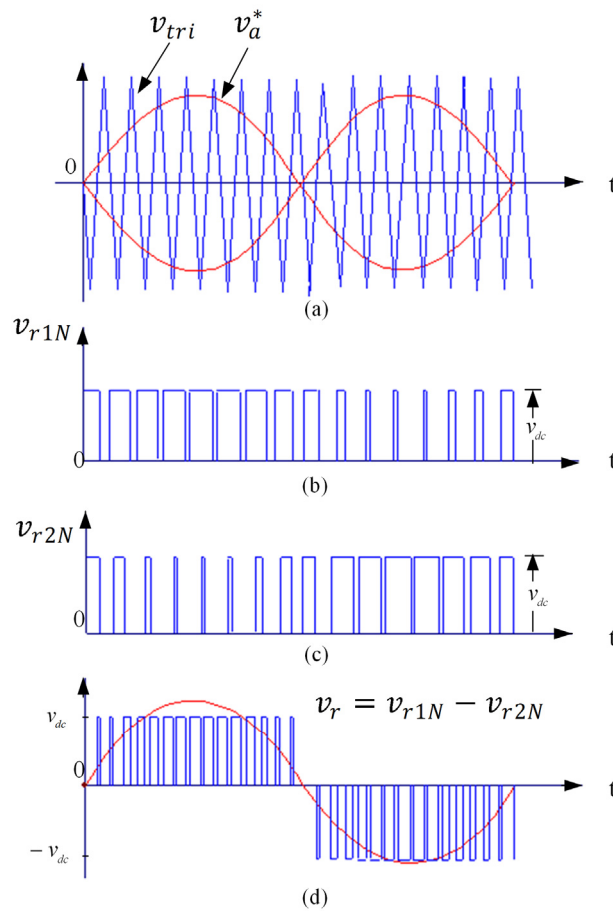 v_tri v_a^*
0 t
(a)
v_r1N
v_dc
0 t
(b)
v_r2N
v_dc
0 t
(c)
v_r = v_r1N − v_r2N
v_dc
0 t
− v_dc
(d)